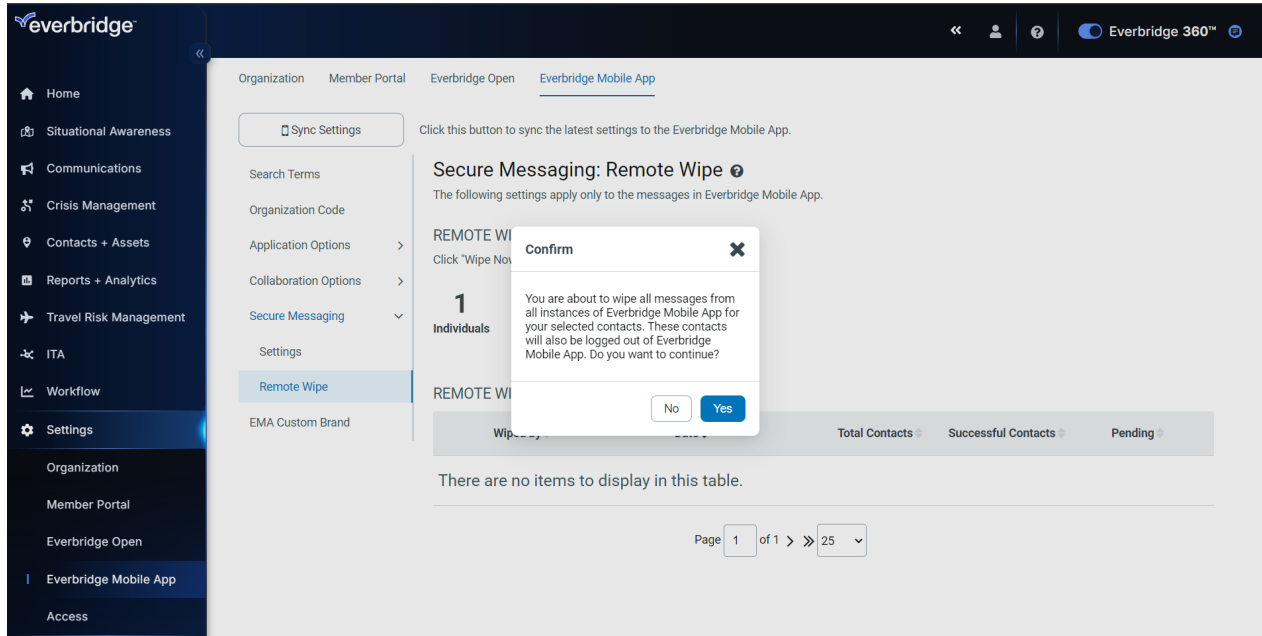 everbridge™
Everbridge 360™
Home
Situational Awareness
Communications
Crisis Management
Contacts + Assets
Reports + Analytics
Travel Risk Management
ITA
Workflow
Settings
Organization
Member Portal
Everbridge Open
Everbridge Mobile App
Access
Organization Member Portal Everbridge Open Everbridge Mobile App
Sync Settings Click this button to sync the latest settings to the Everbridge Mobile App.
Search Terms
Organization Code
Application Options
Collaboration Options
Secure Messaging
Settings
Remote Wipe
EMA Custom Brand
Secure Messaging: Remote Wipe
The following settings apply only to the messages in Everbridge Mobile App.
REMOTE WI
Click "Wipe Nov
1
Individuals
Confirm
You are about to wipe all messages from
all instances of Everbridge Mobile App for
your selected contacts. These contacts
will also be logged out of Everbridge
Mobile App. Do you want to continue?
No Yes
REMOTE WI
Total Contacts Successful Contacts Pending
There are no items to display in this table.
Page 1 of 1 25